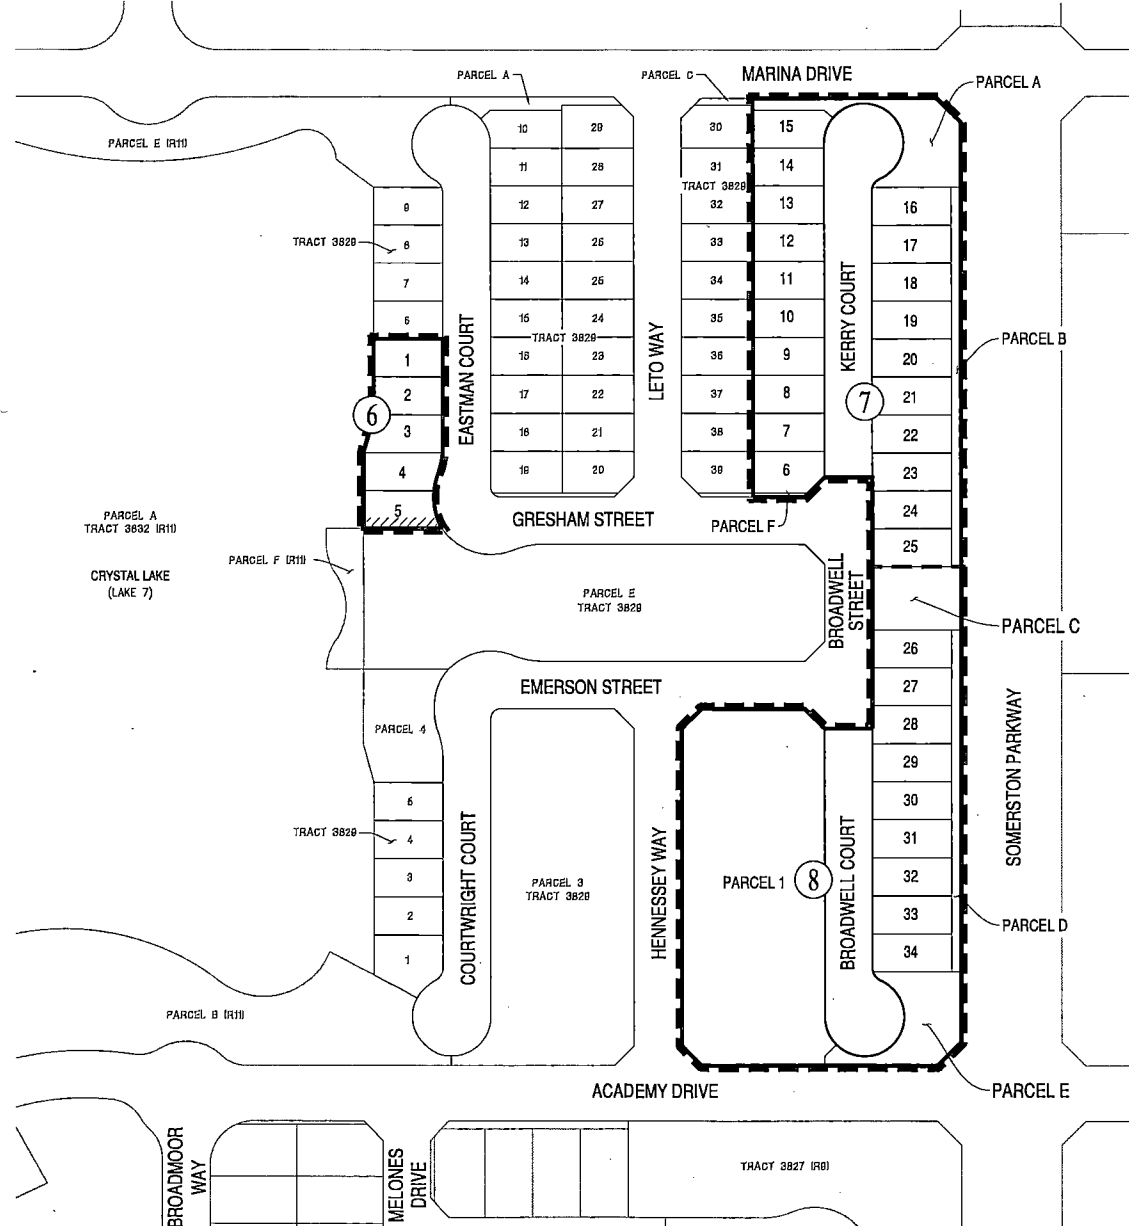 MARINA DRIVE
PARCEL A
PARCEL C
PARCEL A
PARCEL E (R11)
10 29 30 15
11 28 31 14
TRACT 3829
9 12 27 32 13 16
TRACT 3829
8 13 26 33 12 17
7 14 25 34 11 18
6 15 24 35 10 19
TRACT 3829
PARCEL B
1 16 23 36 9 20
2 17 22 37 8 21
6
7
3 18 21 38 7 22
4 19 20 39 6 23
5 24
EASTMAN COURT
LETO WAY
KERRY COURT
GRESHAM STREET
PARCEL F
25
PARCEL A
TRACT 3832 (R11)
CRYSTAL LAKE
(LAKE 7)
PARCEL F (R11)
PARCEL E
TRACT 3829
BROADWELL
STREET
PARCEL C
26
27
28
29
30
31
32
33
34
EMERSON STREET
PARCEL 4
5
TRACT 3829
4
3
2
1
COURTWRIGHT COURT
PARCEL 3
TRACT 3829
HENNESSEY WAY
PARCEL 1
8
BROADWELL COURT
SOMERSTON PARKWAY
PARCEL D
PARCEL B (R11)
PARCEL E
ACADEMY DRIVE
BROADMOOR
WAY
MELONES
DRIVE
TRACT 3827 (R9)